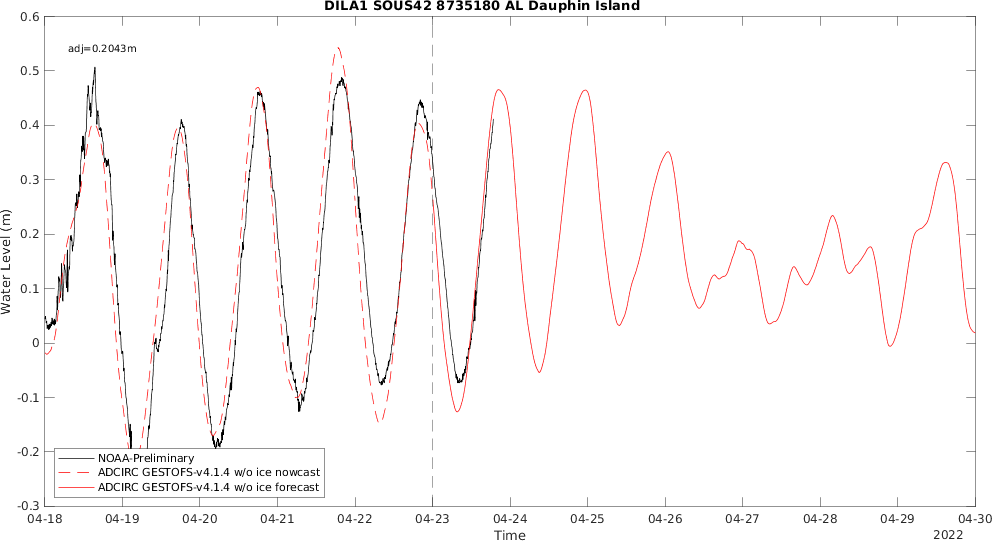 DILA1 SOUS42 8735180 AL Dauphin Island
adj=0.2043m
0.6
0.5
0.4
0.3
0.2
0.1
0
-0.1
-0.2
-0.3
Water Level (m)
NOAA-Preliminary
ADCIRC GESTOFS-v4.1.4 w/o ice nowcast
ADCIRC GESTOFS-v4.1.4 w/o ice forecast
04-18 04-19 04-20 04-21 04-22 04-23 04-24 04-25 04-26 04-27 04-28 04-29 04-30
Time
2022